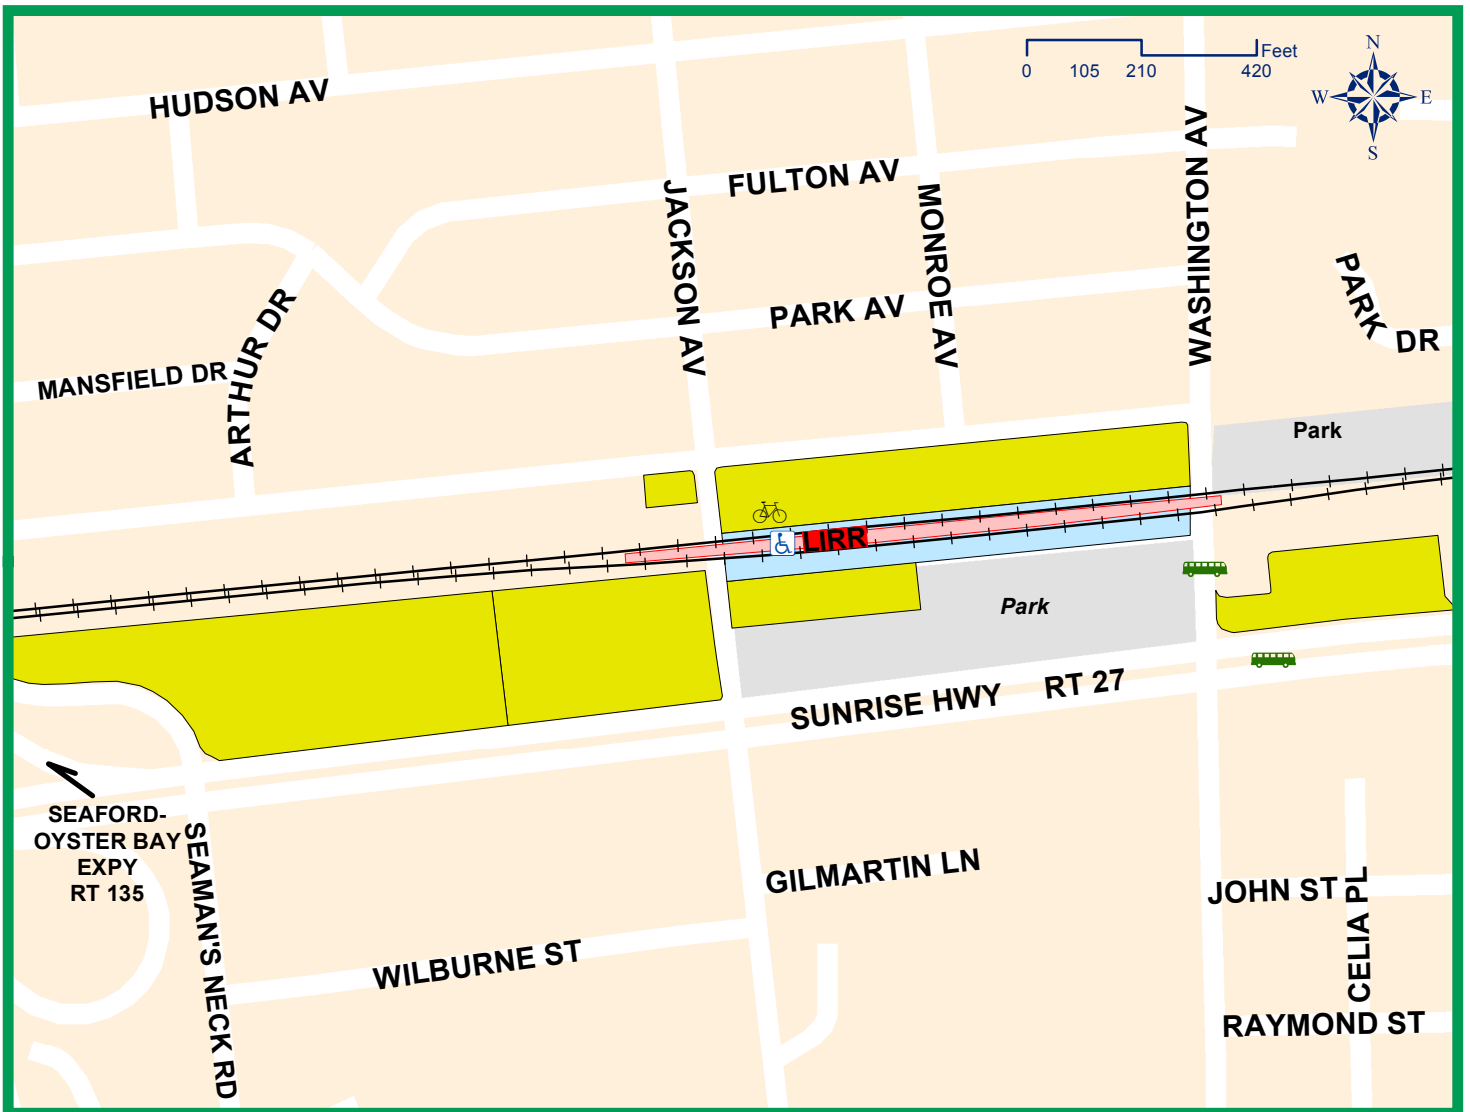 HUDSON AV
Feet
0 105 210 420
N
W E
S
FULTON AV
JACKSON AV
MONROE AV
WASHINGTON AV
PARK DR
PARK AV
ARTHUR DR
MANSFIELD DR
Park
LIRR
Park
SUNRISE HWY RT 27
SEAFORD-
OYSTER BAY
EXPY
RT 135
SEAMAN'S NECK RD
GILMARTIN LN
JOHN ST
CELIA PL
WILBURNE ST
RAYMOND ST